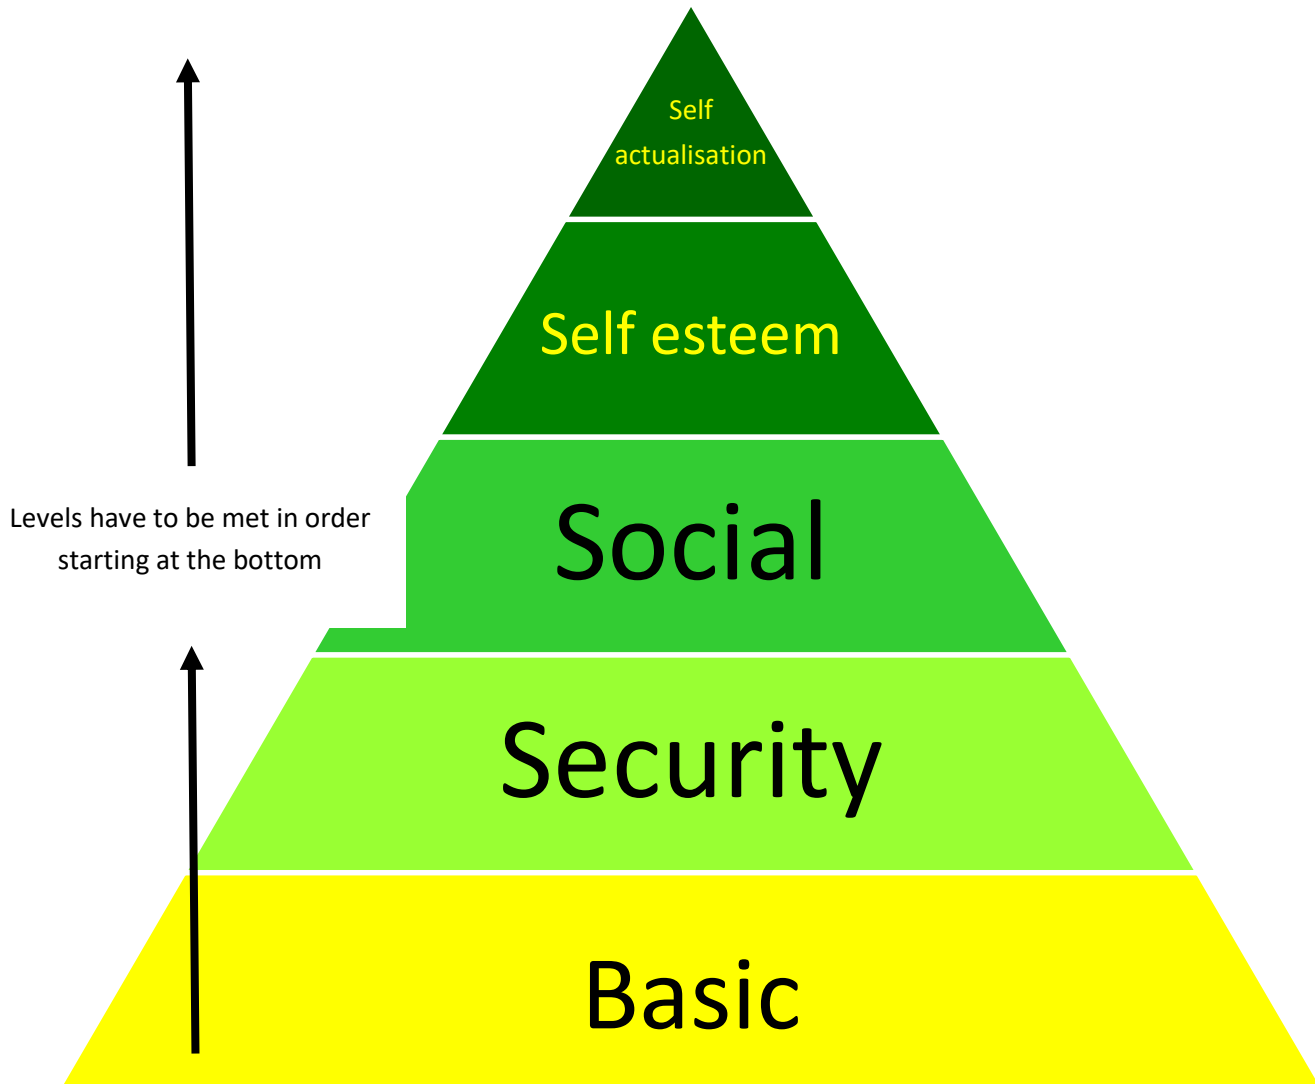 Self
actualisation
Self esteem
Levels have to be met in order
starting at the bottom
Social
Security
Basic